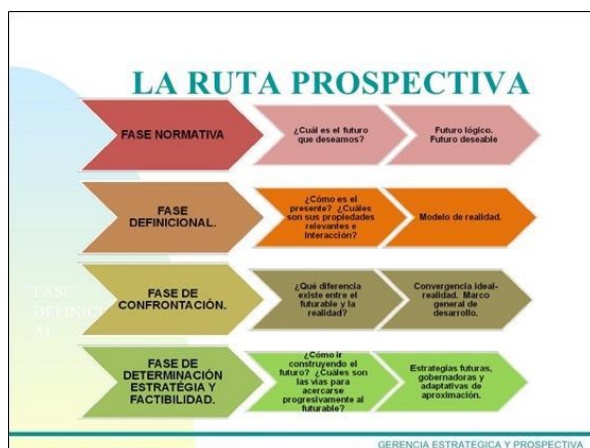 LA RUTA PROSPECTIVA
FASE NORMATIVA
¿Cuál es el futuro
que deseamos?
Futuro lógico.
Futuro deseable
FASE
DEFINICIONAL.
¿Cómo es el
presente? ¿Cuáles
son sus propiedades
relevantes e
interacción?
Modelo de realidad.
FASE DE
CONFRONTACIÓN.
¿Qué diferencia
existe entre el
futurable y la
realidad?
Convergencia ideal-
realidad. Marco
general de
desarrollo.
FASE
DEFINICI
AL
FASE DE
DETERMINACIÓN
ESTRATÉGIA Y
FACTIBILIDAD.
¿Cómo ir
construyendo el
futuro? ¿Cuáles son
las vías para
acercarse
progresivamente al
futurable?
Estrategias futuras,
gobernadoras y
adaptativas de
aproximación.
GERENCIA ESTRATEGICA Y PROSPECTIVA